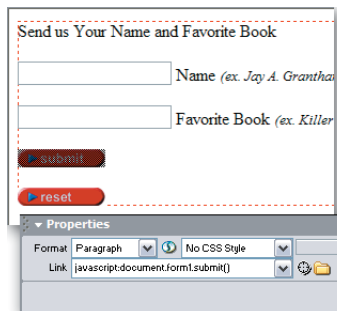 Send us Your Name and Favorite Book
Name (ex. Jay A. Grantha
Favorite Book (ex. Killer
submit
reset
Properties
Format Paragraph No CSS Style
Link javascript:document.form1.submit()